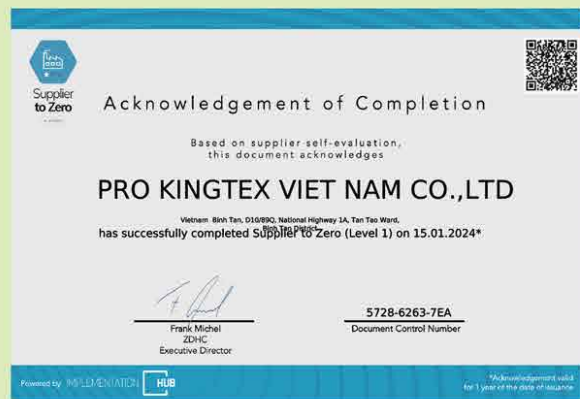 Supplier
to Zero
Acknowledgement of Completion
Based on supplier self-evaluation,
this document acknowledges
PRO KINGTEX VIET NAM CO.,LTD
Vietnam Binh Tan, D10/89Q, National Highway 1A, Tan Tao Ward,
Binh Tan District
has successfully completed Supplier to Zero (Level 1) on 15.01.2024*
Frank Michel
ZDHC
Executive Director
5728-6263-7EA
Document Control Number
Powered by IMPLEMENTATION HUB
*Acknowledgement valid
for 1 year of the date of issuance